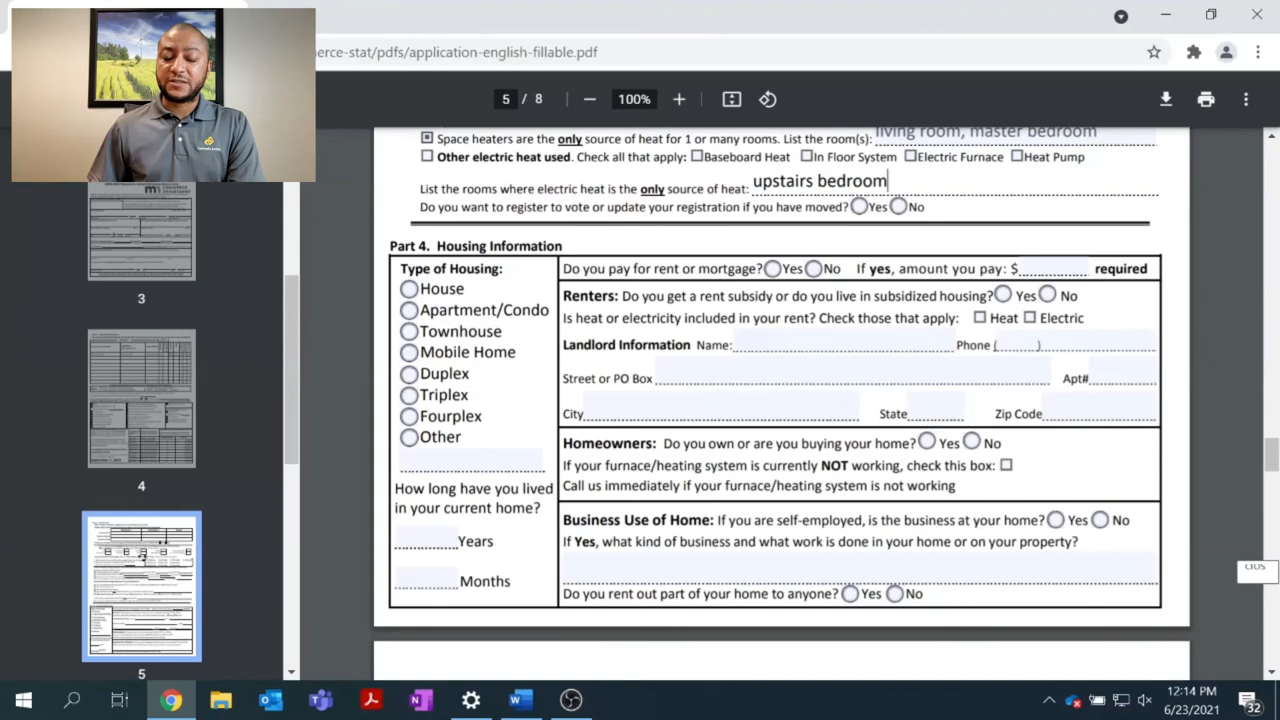 erce-stat/pdfs/application-english-fillable.pdf
5 / 8
100%
Space heaters are the only source of heat for 1 or many rooms. List the room(s): living room, master bedroom
Other electric heat used. Check all that apply: Baseboard Heat In Floor System Electric Furnace Heat Pump
List the rooms where electric heat is the only source of heat: upstairs bedroom
Do you want to register to vote or update your registration if you have moved? Yes No
Part 4. Housing Information
Type of Housing:
House
Apartment/Condo
Townhouse
Mobile Home
Duplex
Triplex
Fourplex
Other
How long have you lived
in your current home?
Years
Months
Do you pay for rent or mortgage? Yes No If yes, amount you pay: $ required
Renters: Do you get a rent subsidy or do you live in subsidized housing? Yes No
Is heat or electricity included in your rent? Check those that apply: Heat Electric
Landlord Information Name: Phone ( )
Street or PO Box Apt#
City State Zip Code
Homeowners: Do you own or are you buying your home? Yes No
If your furnace/heating system is currently NOT working, check this box:
Call us immediately if your furnace/heating system is not working
Business Use of Home: If you are self-employed, is the business at your home? Yes No
If Yes, what kind of business and what work is done in your home or on your property?
Do you rent out part of your home to anyone? Yes No
COMMERCE
DEPARTMENT
3
4
5
12:14 PM
6/23/2021
32